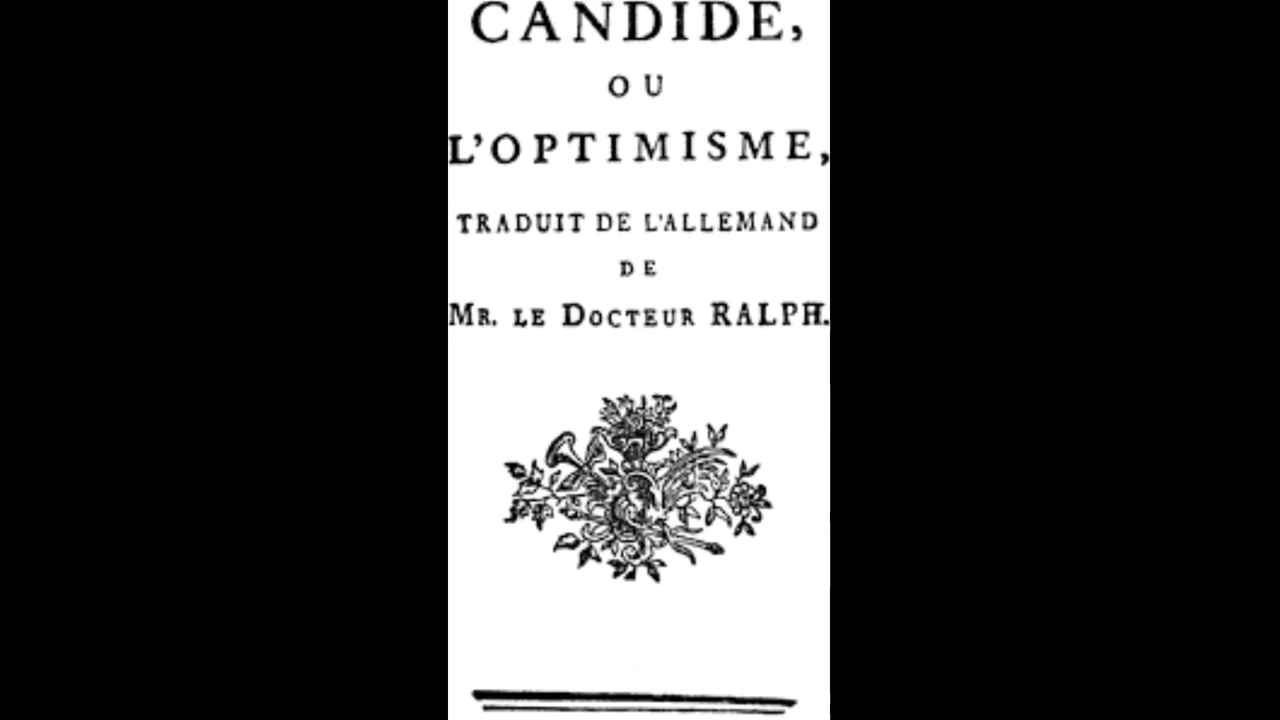 CANDIDE,
OU
L'OPTIMISME,
TRADUIT DE L'ALLEMAND
DE
MR. LE DOCTEUR RALPH.